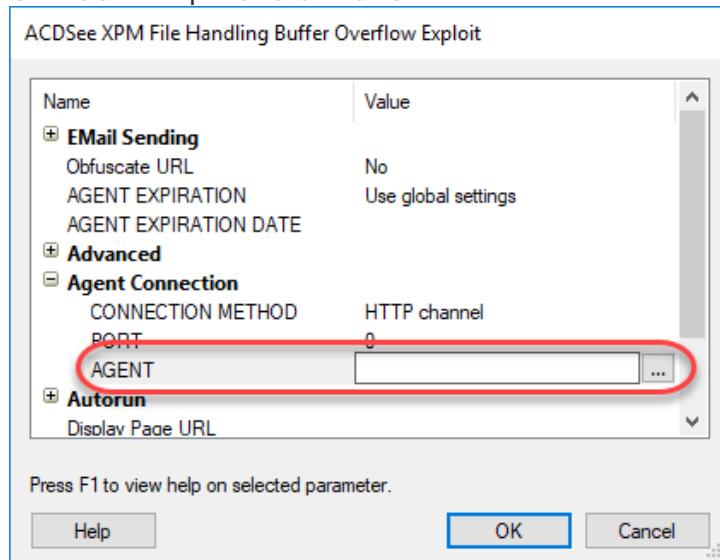 ACDSee XPM File Handling Buffer Overflow Exploit
Name Value
EMail Sending
Obfuscate URL No
AGENT EXPIRATION Use global settings
AGENT EXPIRATION DATE
Advanced
Agent Connection
CONNECTION METHOD HTTP channel
PORT 0
AGENT ...
Autorun
Display Page URL
Press F1 to view help on selected parameter.
Help OK Cancel